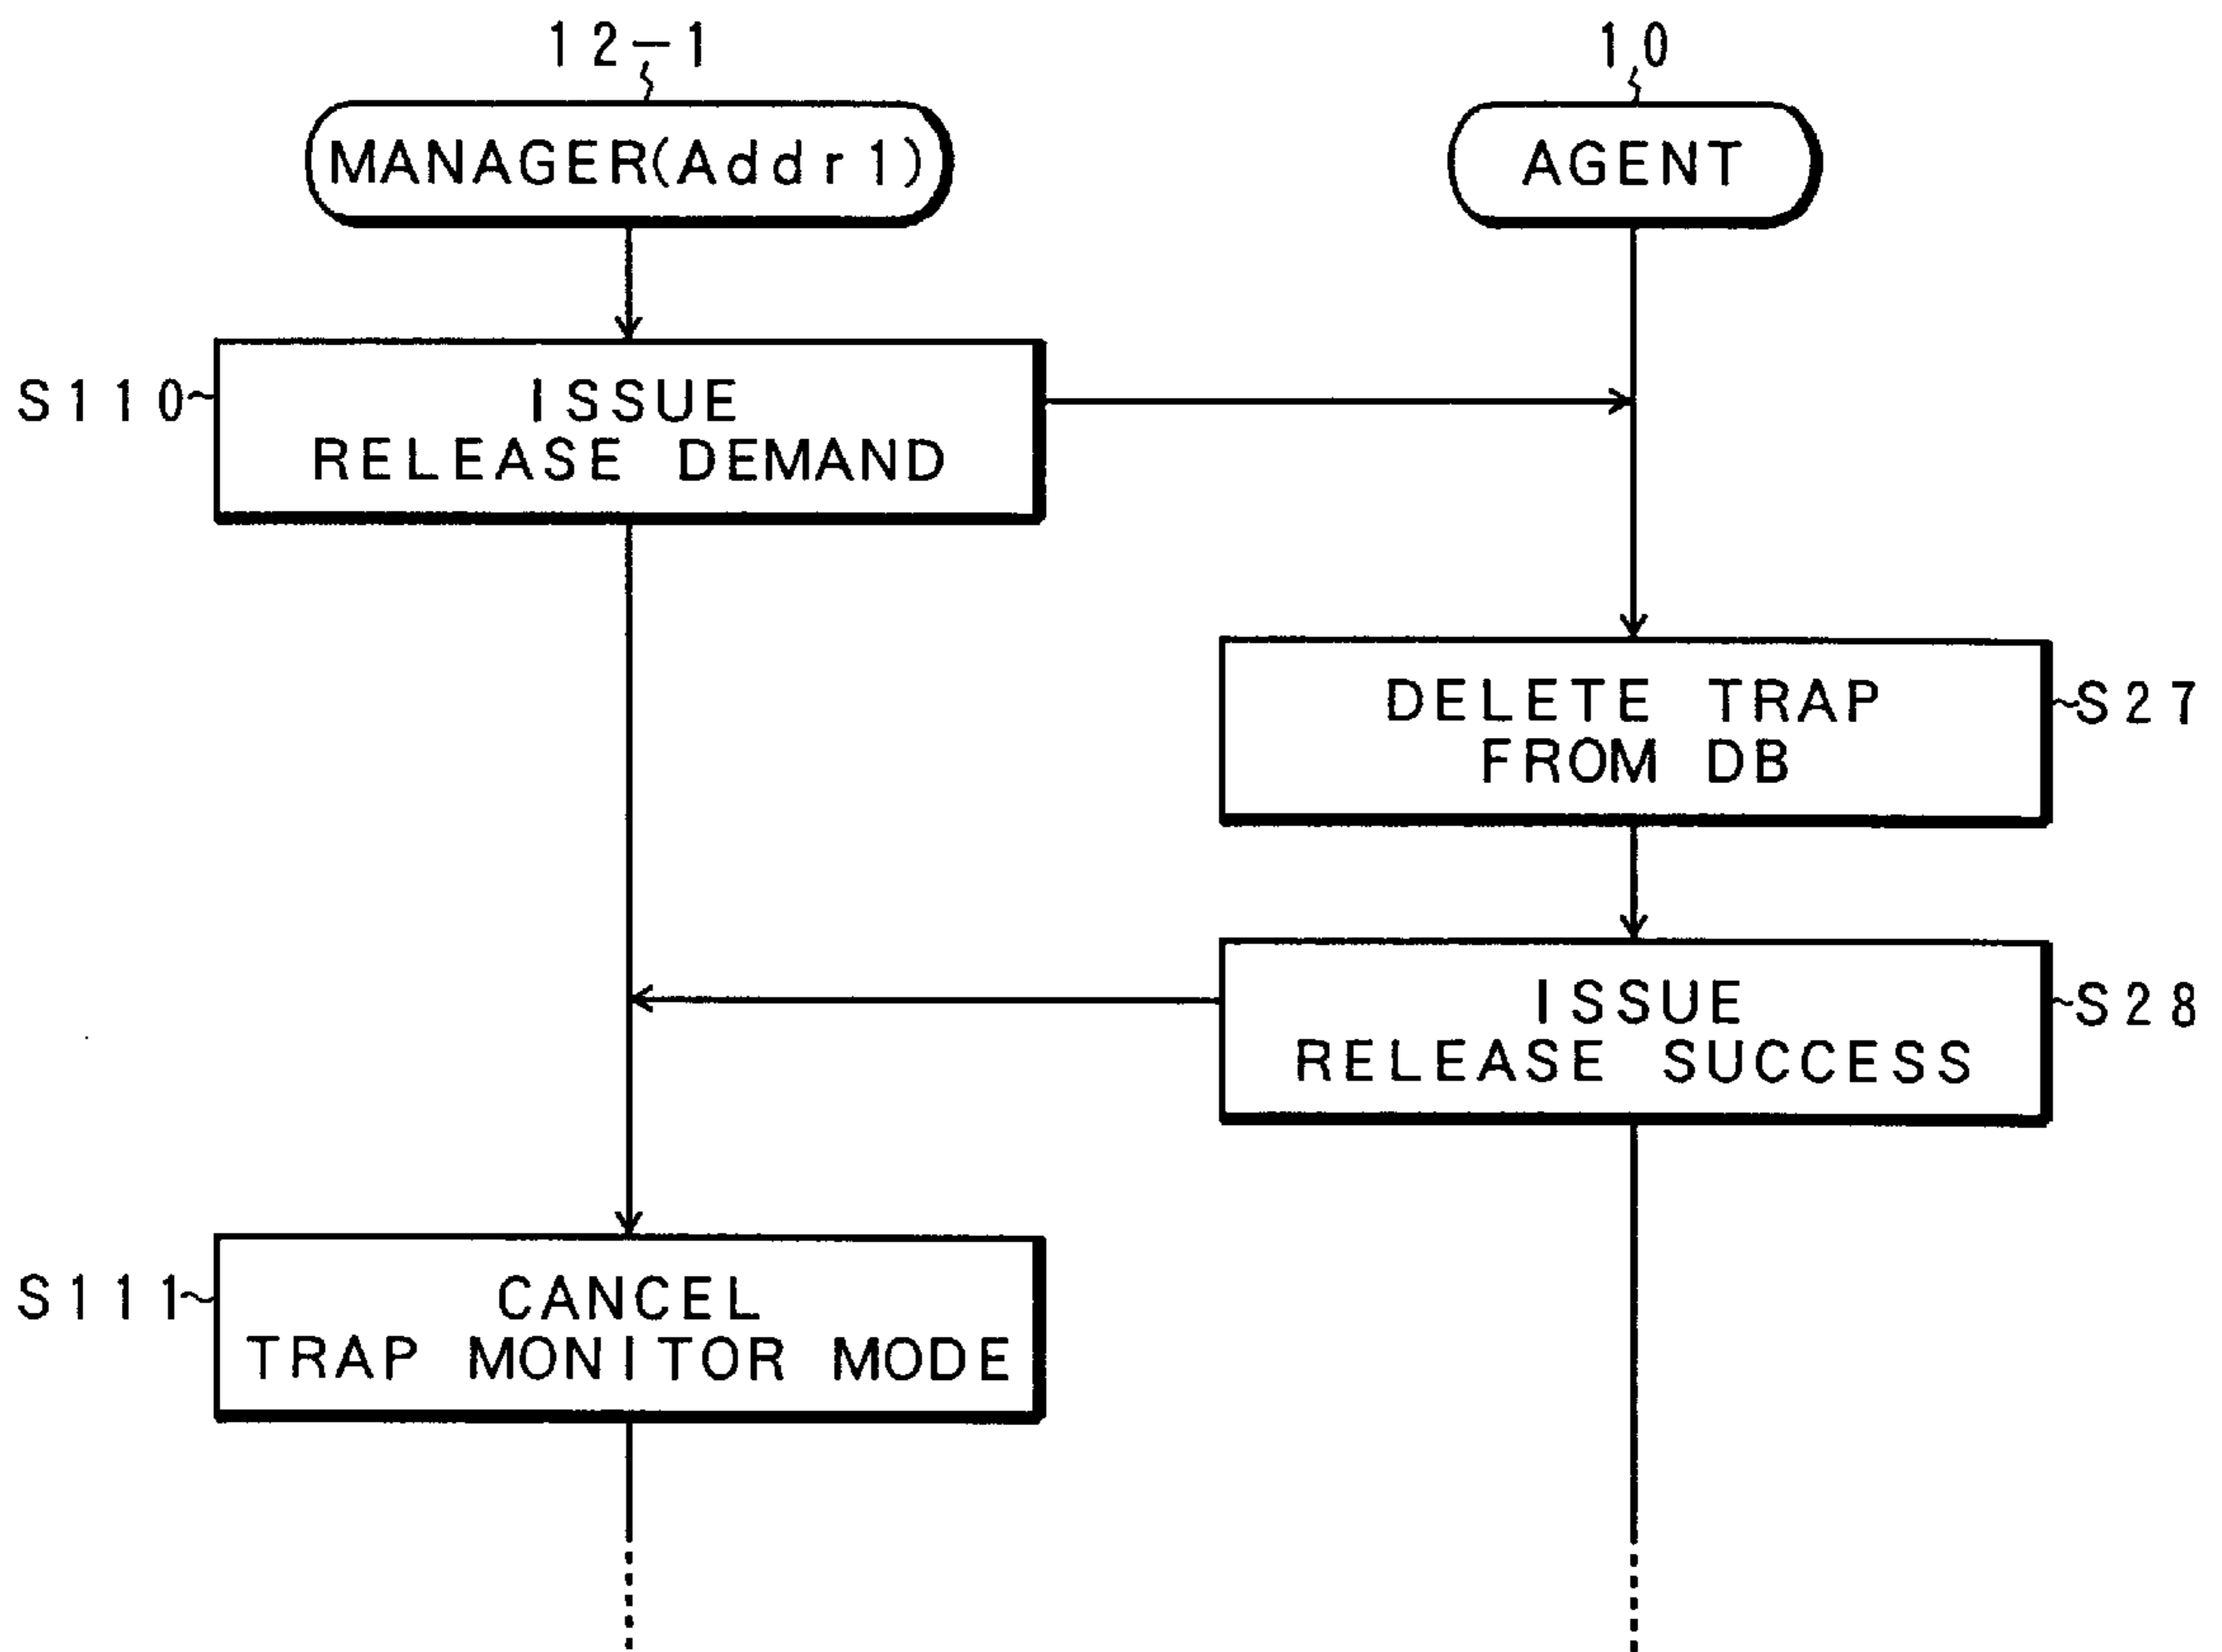 12-1
10
MANAGER(Addr1)
AGENT
S110
ISSUE
RELEASE DEMAND
DELETE TRAP
FROM DB
S27
ISSUE
RELEASE SUCCESS
S28
S111
CANCEL
TRAP MONITOR MODE